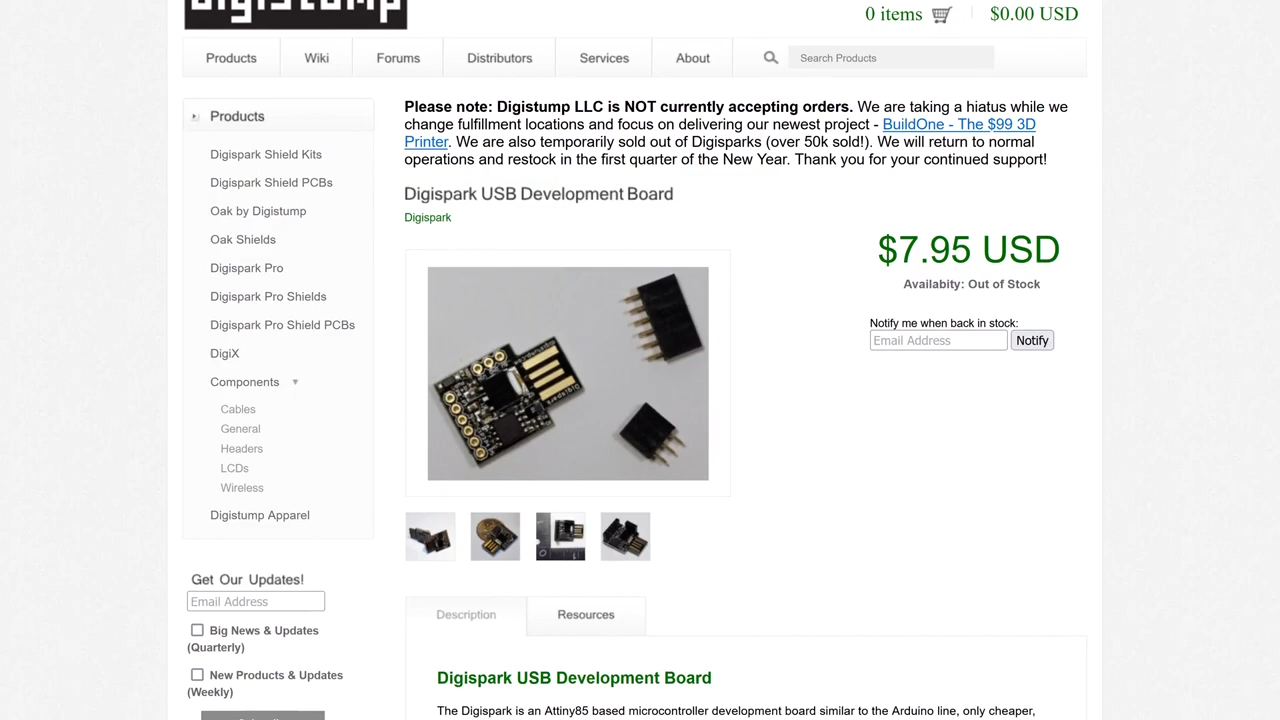 Digistump
0 items
$0.00 USD
Products
Wiki
Forums
Distributors
Services
About
Search Products
Products
Digispark Shield Kits
Digispark Shield PCBs
Oak by Digistump
Oak Shields
Digispark Pro
Digispark Pro Shields
Digispark Pro Shield PCBs
DigiX
Components ▼
Cables
General
Headers
LCDs
Wireless
Digistump Apparel
Get Our Updates!
Email Address
Big News & Updates
(Quarterly)
New Products & Updates
(Weekly)
Please note: Digistump LLC is NOT currently accepting orders. We are taking a hiatus while we
change fulfillment locations and focus on delivering our newest project - BuildOne - The $99 3D
Printer. We are also temporarily sold out of Digisparks (over 50k sold!). We will return to normal
operations and restock in the first quarter of the New Year. Thank you for your continued support!
Digispark USB Development Board
Digispark
$7.95 USD
Availabity: Out of Stock
Notify me when back in stock:
Email Address
Notify
Description
Resources
Digispark USB Development Board
The Digispark is an Attiny85 based microcontroller development board similar to the Arduino line, only cheaper,